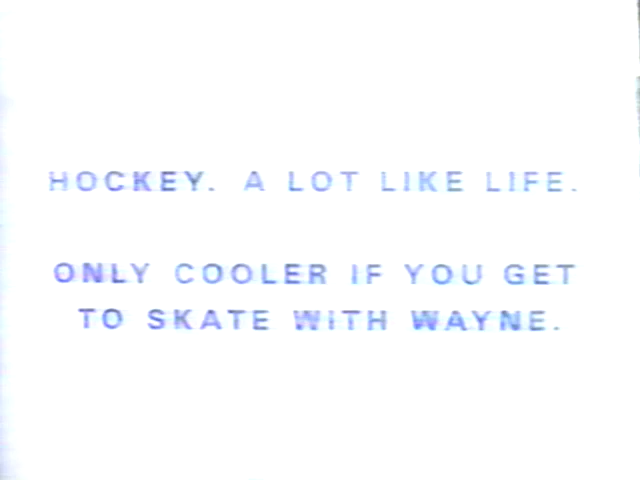 HOCKEY. A LOT LIKE LIFE.
ONLY COOLER IF YOU GET
TO SKATE WITH WAYNE.